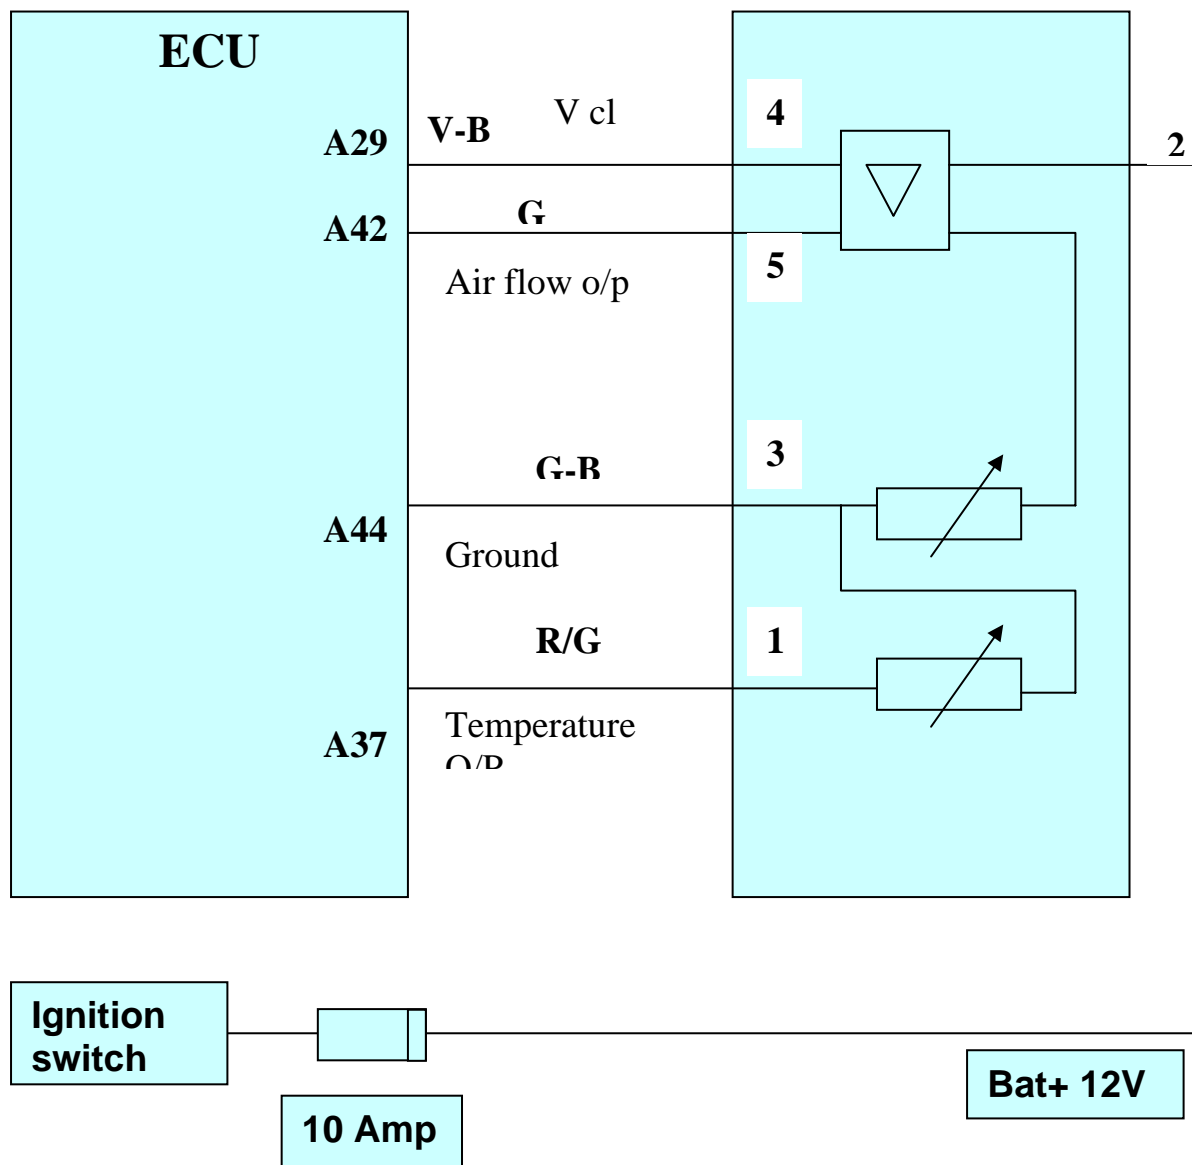 ECU
V cl
4
V-B
A29
2
G
A42
5
Air flow o/p
3
G-B
A44
Ground
R/G
1
Temperature
O/P
A37
Ignition
switch
Bat+ 12V
10 Amp